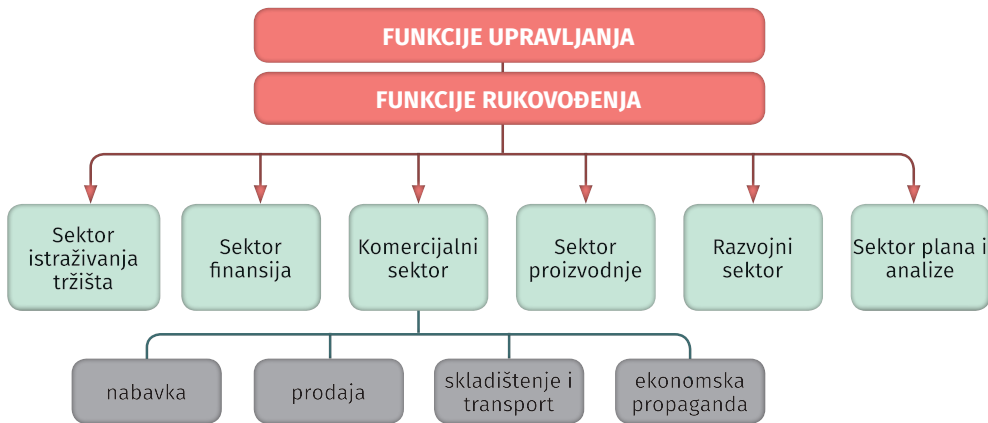 FUNKCIJE UPRAVLJANJA
FUNKCIJE RUKOVOĐENJA
Sektor
istraživanja
tržišta
Sektor
finansija
Komercijalni
sektor
Sektor
proizvodnje
Razvojni
sektor
Sektor plana i
analize
nabavka
prodaja
skladištenje i
transport
ekonomska
propaganda